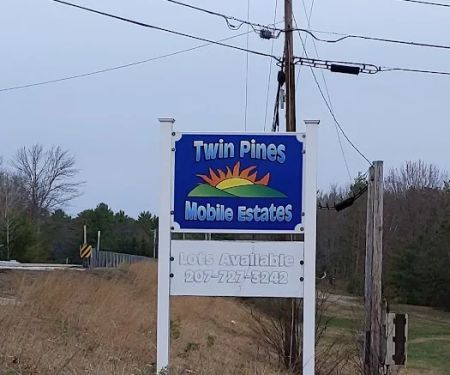 Twin Pines
Mobile Estates
Lots Available
207-727-3242